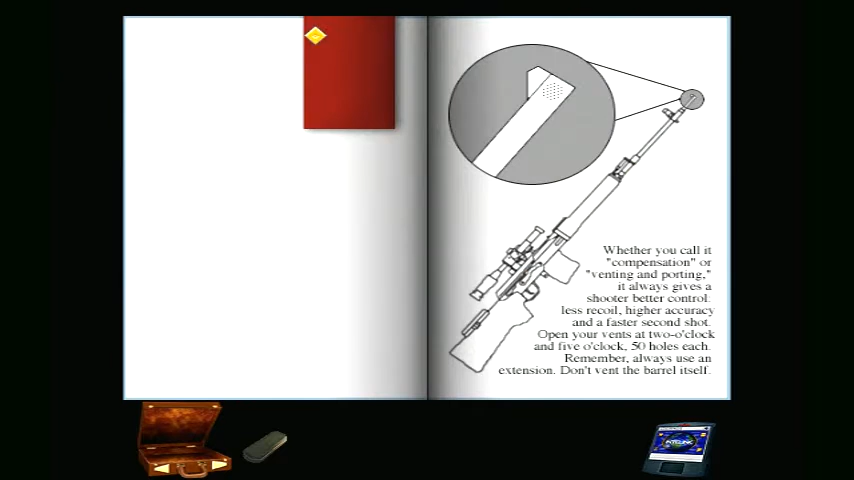 Whether you call it
"compensation" or
"venting and porting,"
it always gives a
shooter better control:
less recoil, higher accuracy
and a faster second shot.
Open your vents at two-o'clock
and five o'clock, 50 holes each.
Remember, always use an
extension. Don't vent the barrel itself.
INTELINK